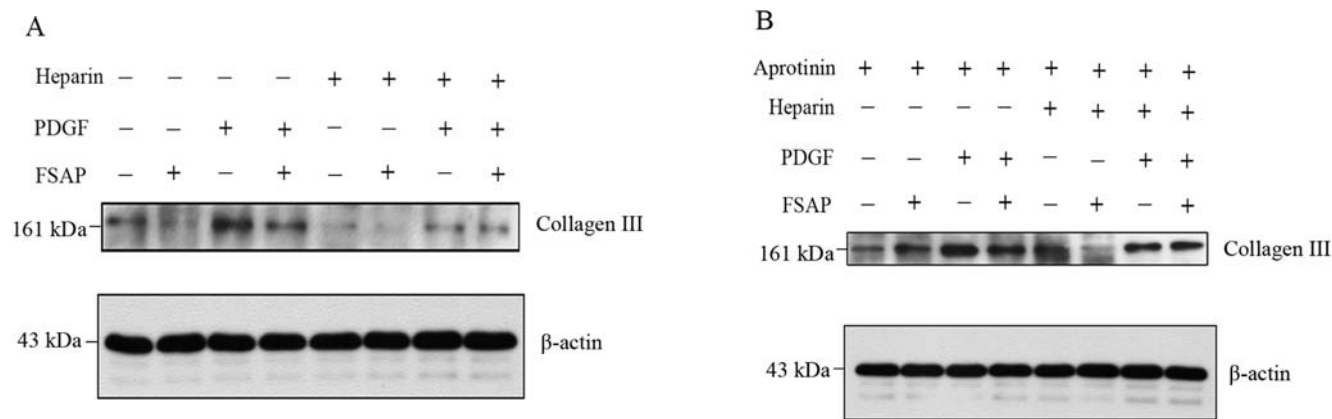 A
Heparin – – – – + + + +
PDGF – – + + – – + +
FSAP – + – + – + – +
161 kDa Collagen III
43 kDa β-actin
B
Aprotinin + + + + + + + +
Heparin – – – – + + + +
PDGF – – + + – – + +
FSAP – + – + – + – +
161 kDa Collagen III
43 kDa β-actin